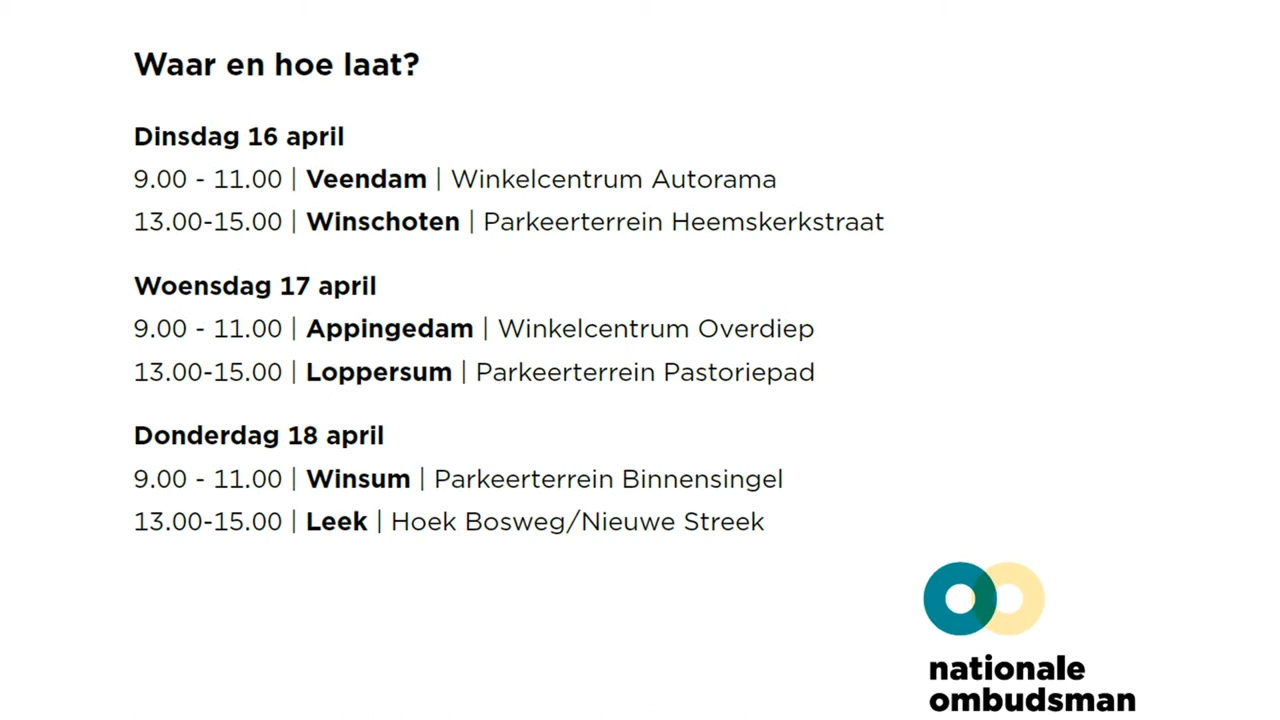 Waar en hoe laat?
Dinsdag 16 april
9.00 - 11.00 | Veendam | Winkelcentrum Autorama
13.00-15.00 | Winschoten | Parkeerterrein Heemskerkstraat
Woensdag 17 april
9.00 - 11.00 | Appingedam | Winkelcentrum Overdiep
13.00-15.00 | Loppersum | Parkeerterrein Pastoriepad
Donderdag 18 april
9.00 - 11.00 | Winsum | Parkeerterrein Binnensingel
13.00-15.00 | Leek | Hoek Bosweg/Nieuwe Streek
nationale
ombudsman